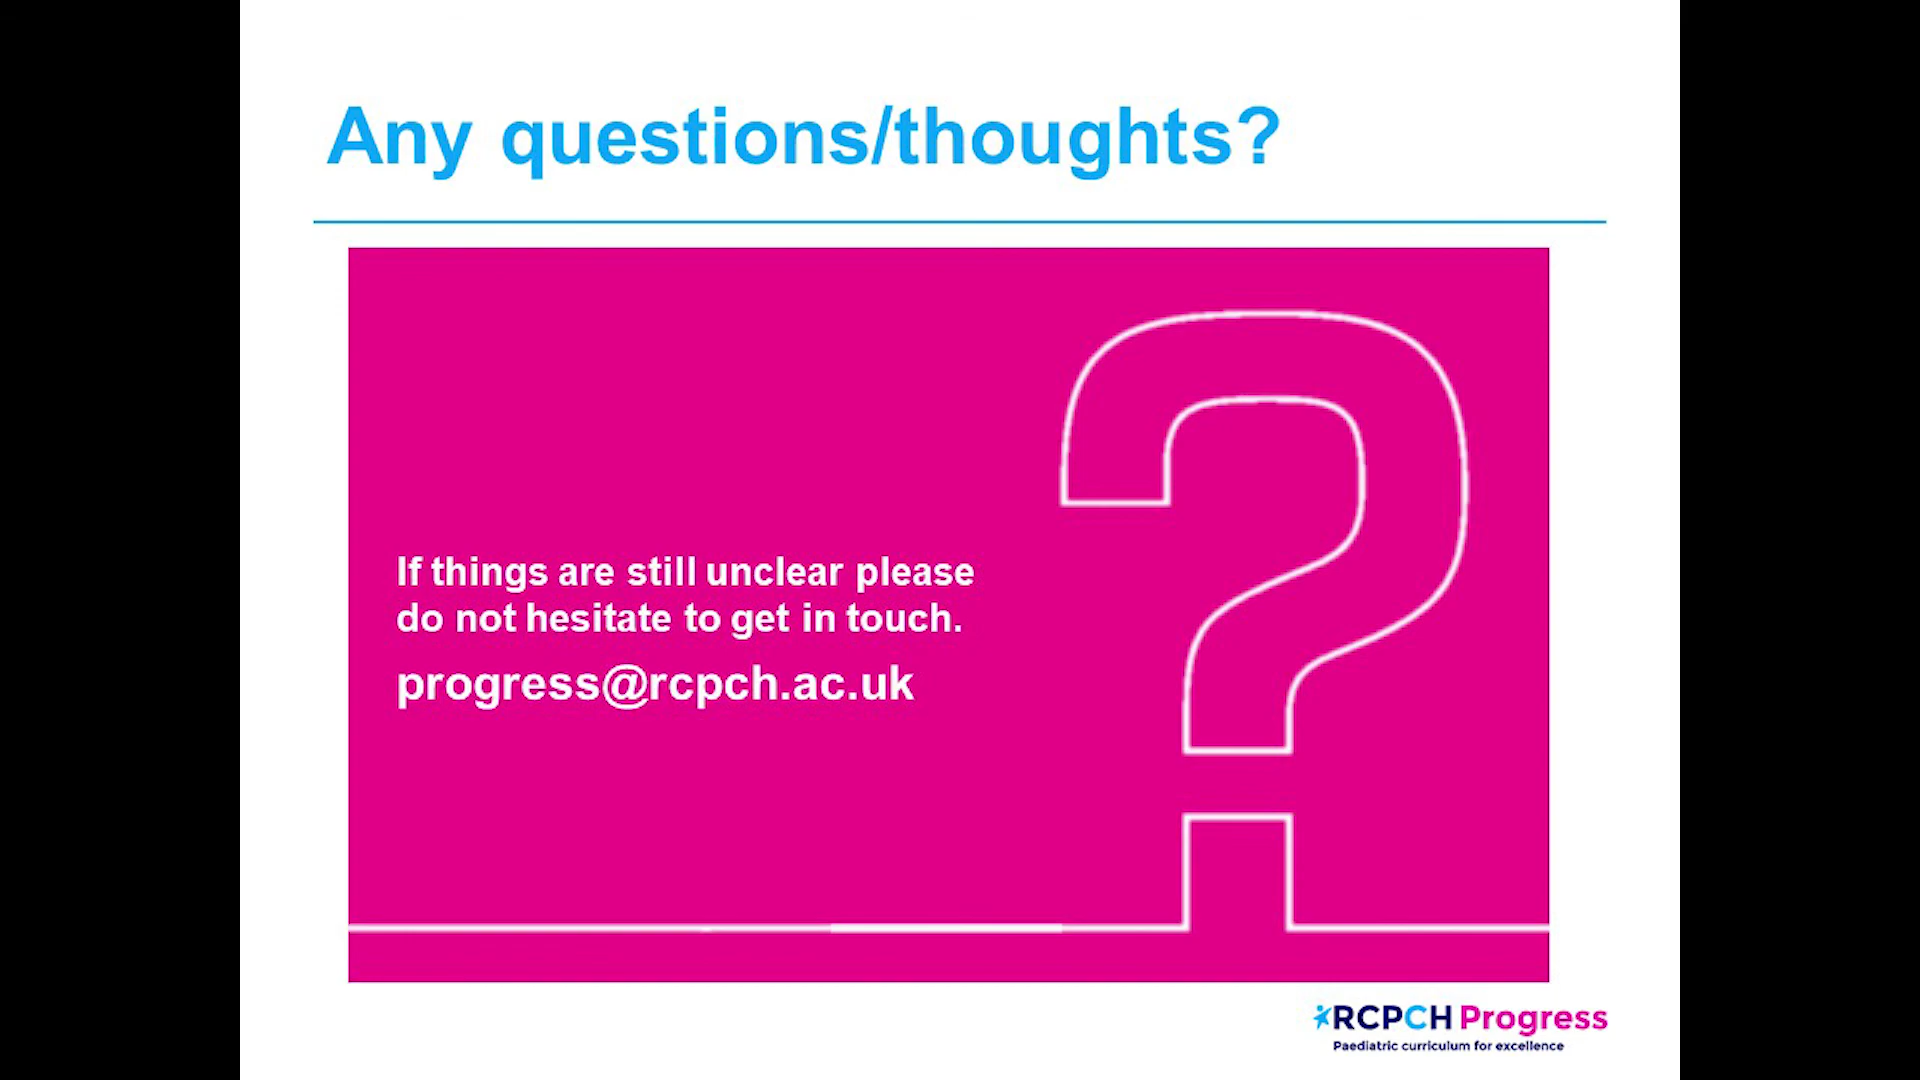 Any questions/thoughts?
If things are still unclear please
do not hesitate to get in touch.
progress@rcpch.ac.uk
RCPCH Progress
Paediatric curriculum for excellence